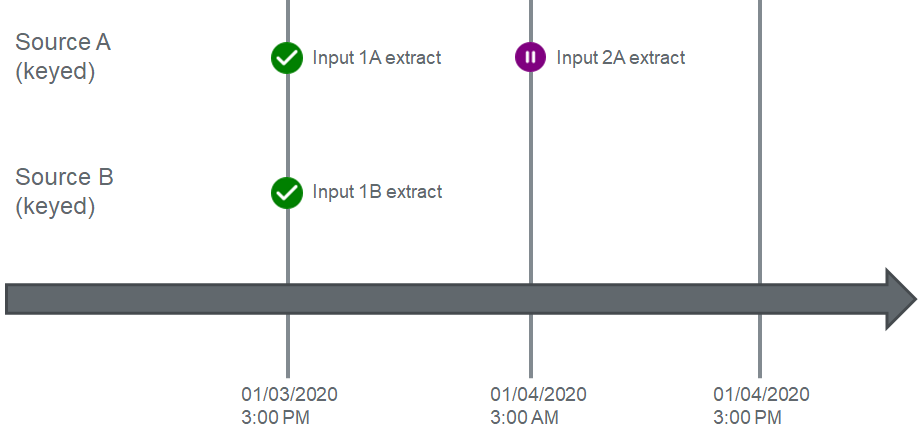 Source A
(keyed)
Input 1A extract
Input 2A extract
Source B
(keyed)
Input 1B extract
01/03/2020
3:00 PM
01/04/2020
3:00 AM
01/04/2020
3:00 PM